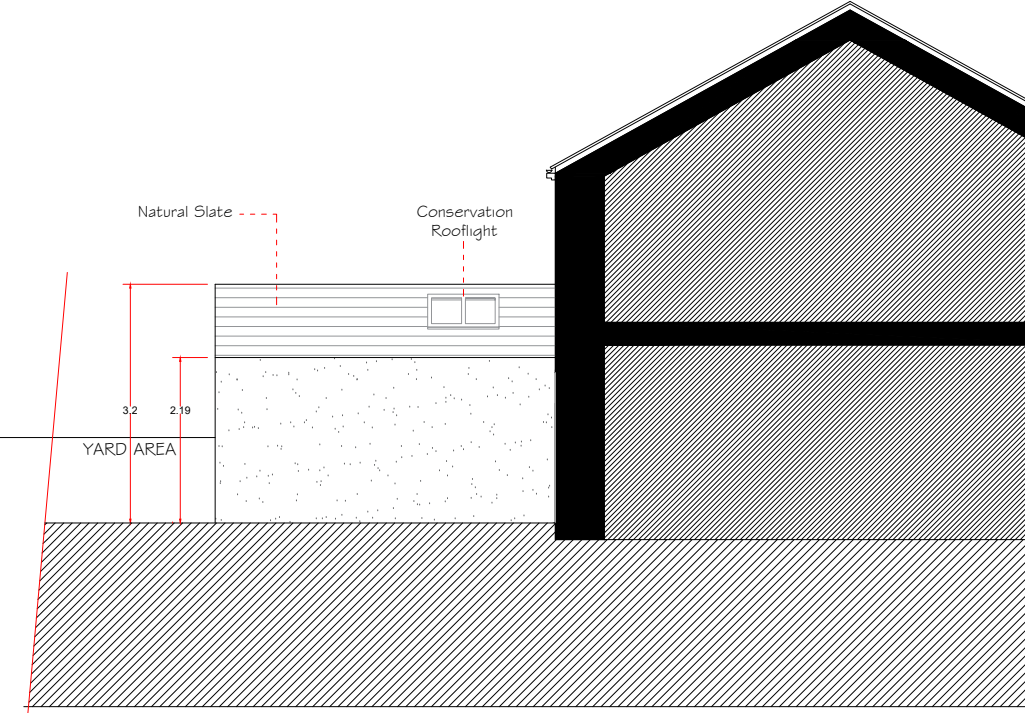 Natural Slate
Conservation
Rooflight
3.2
2.19
YARD AREA